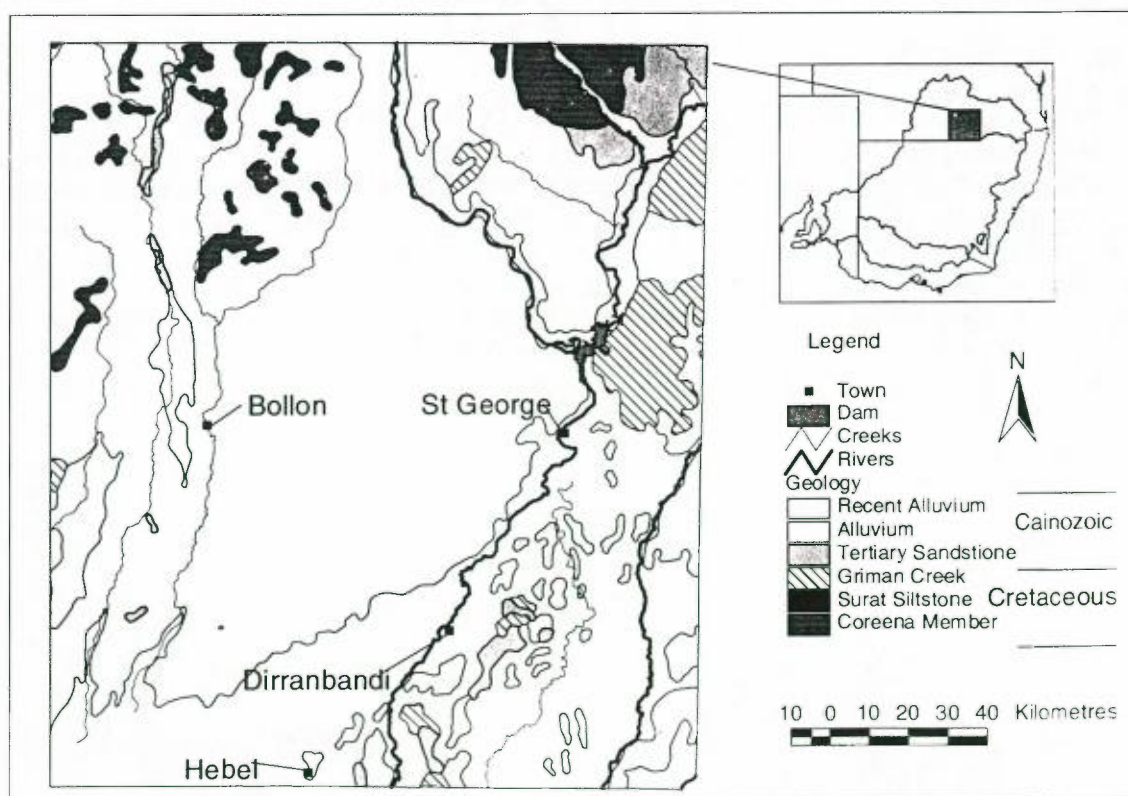 Bollon
St George
Dirranbandi
Hebel
Legend
Town
Dam
Creeks
Rivers
Geology
Recent Alluvium
Alluvium
Tertiary Sandstone
Griman Creek
Surat Siltstone
Coreena Member
Cainozoic
Cretaceous
N
10 0 10 20 30 40 Kilometres